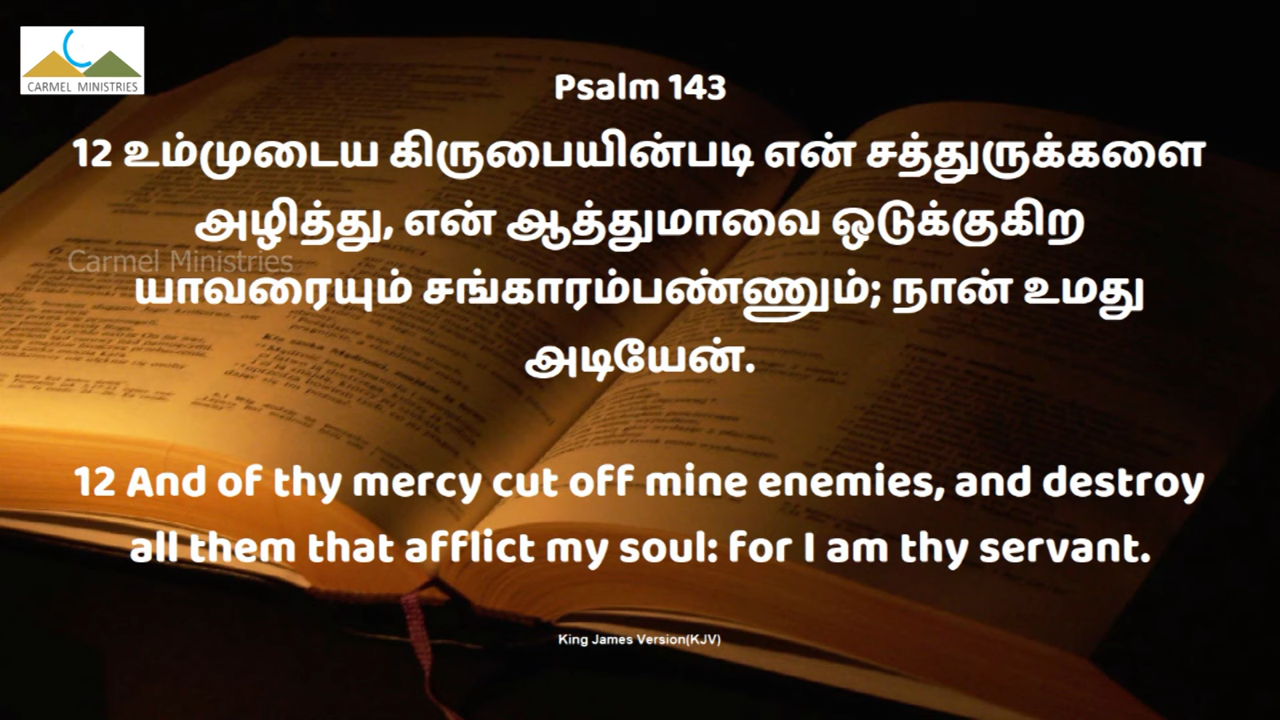 CARMEL MINISTRIES
Psalm 143
12 உம்முடைய கிருபையின்படி என் சத்துருக்களை
அழித்து, என் ஆத்துமாவை ஒடுக்குகிற
Carmel Ministries
யாவரையும் சங்காரம்பண்ணும்; நான் உமது
அடியேன்.
12 And of thy mercy cut off mine enemies, and destroy
all them that afflict my soul: for I am thy servant.
King James Version(KJV)